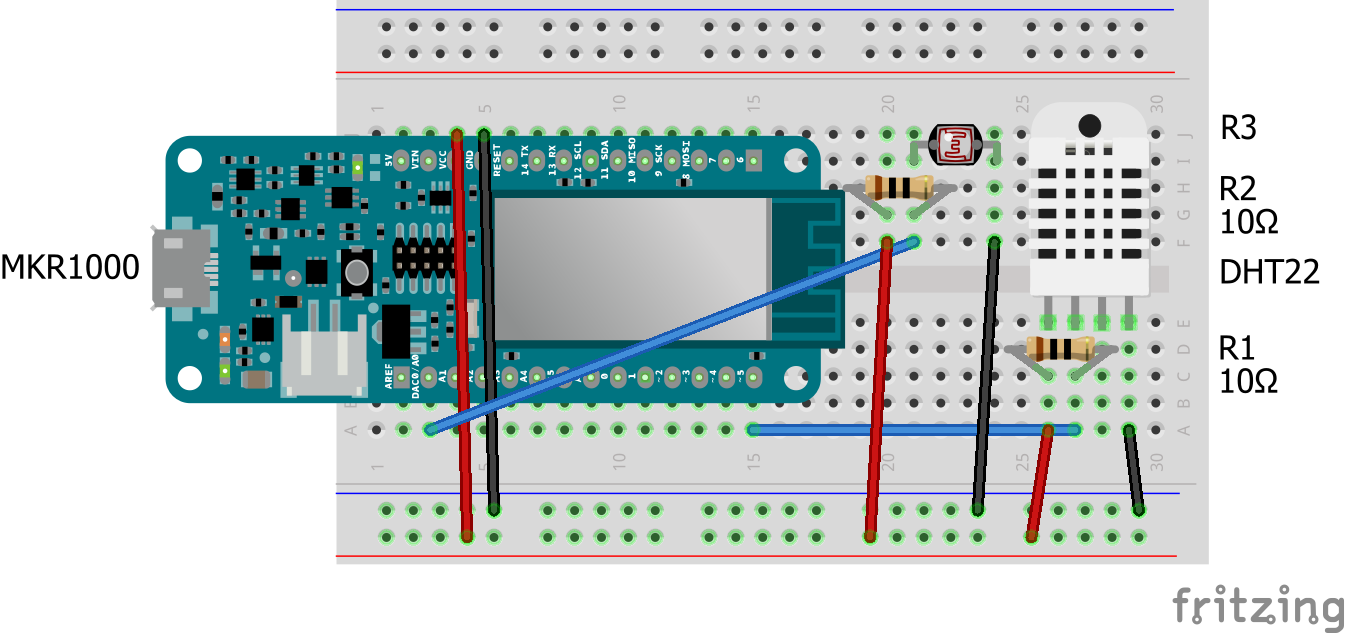 1 5 10 15 20 25 30
J J
I
H
G
F
E
D
C
B B
A A
1 5 10 15 20 25 30
5V VIN VCC GND RESET 14 TX 13 RX 12 SCL 11 SDA 10 MISO 9 SCK 8 MOSI 7 6
AREF DAC0/A0 A1 A2 A3 A4 0 1 ~2 ~3 ~4 ~5
MKR1000
R3
R2
10Ω
DHT22
R1
10Ω
fritzing